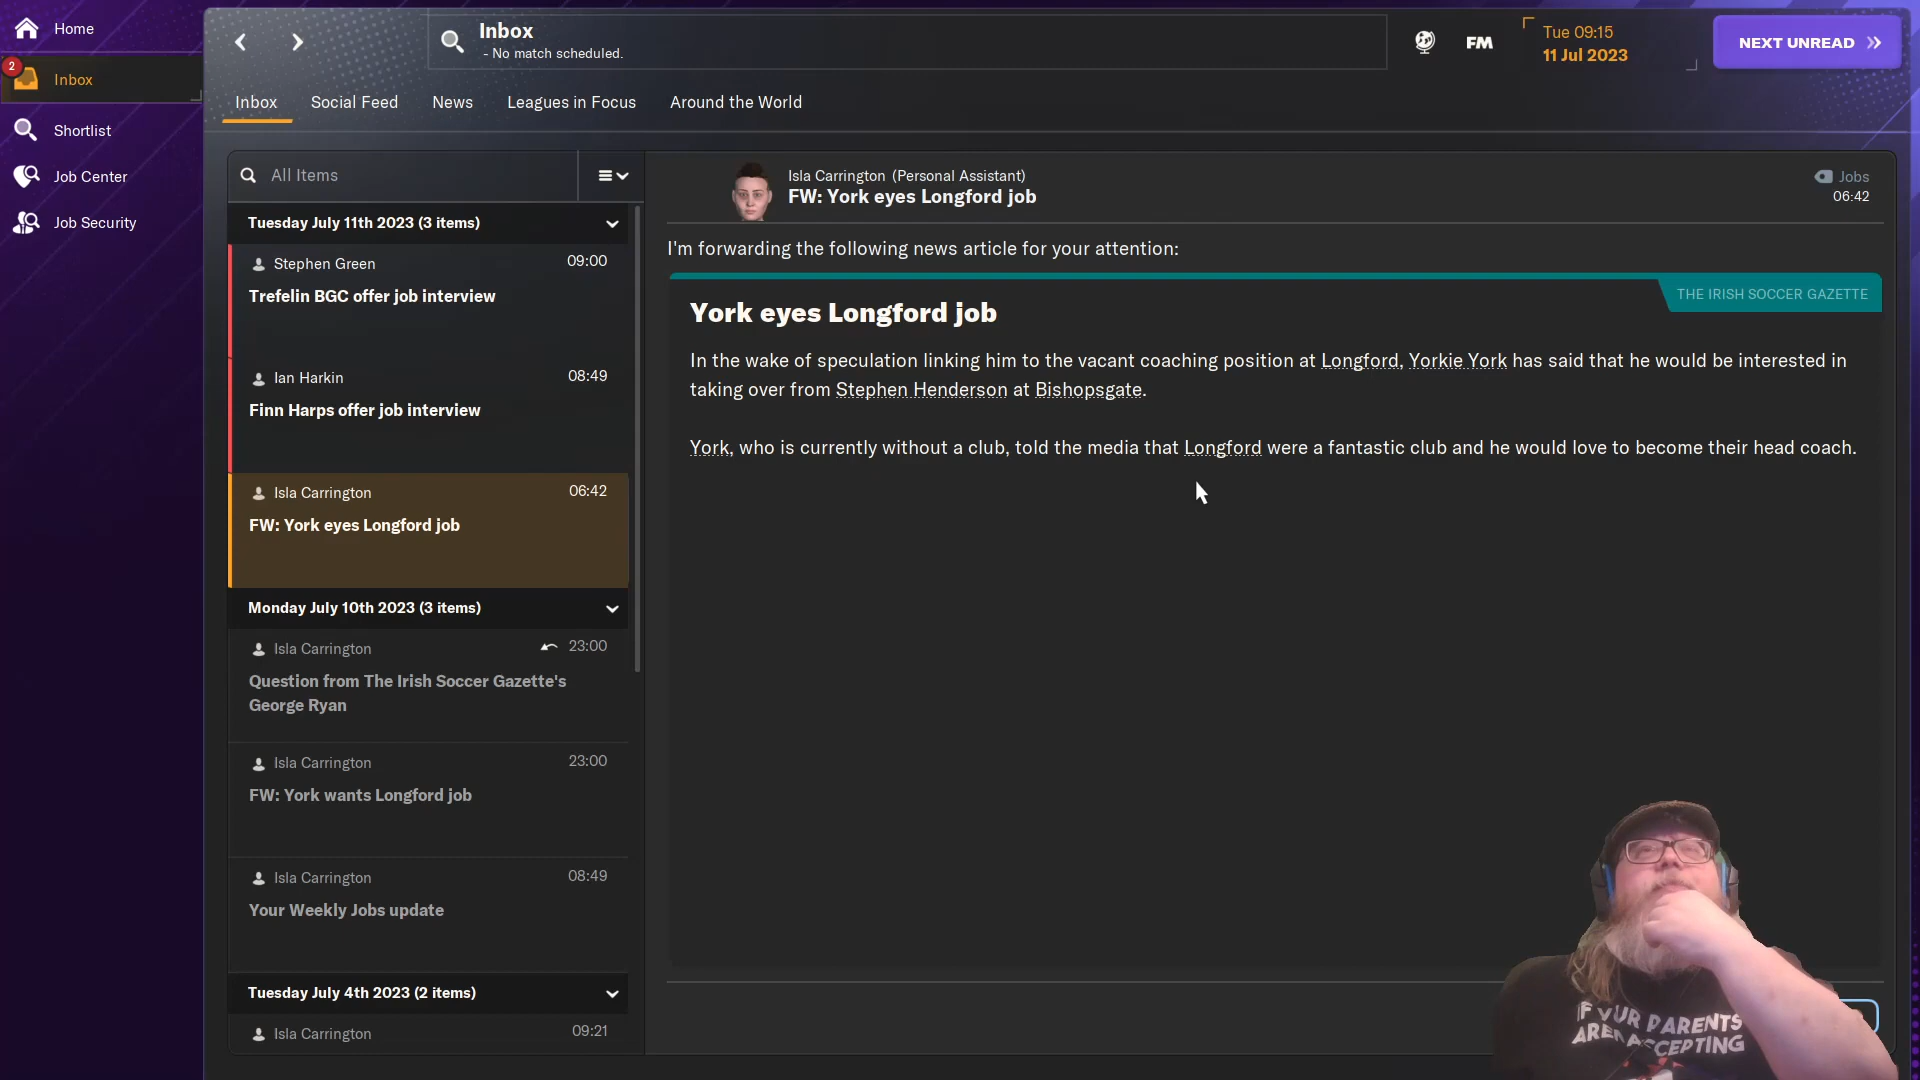 Home
2
Inbox
Shortlist
Job Center
Job Security
Inbox
- No match scheduled.
FM
Tue 09:15
11 Jul 2023
NEXT UNREAD
Inbox
Social Feed
News
Leagues in Focus
Around the World
All Items
Tuesday July 11th 2023 (3 items)
Stephen Green
09:00
Trefelin BGC offer job interview
Ian Harkin
08:49
Finn Harps offer job interview
Isla Carrington
06:42
FW: York eyes Longford job
Monday July 10th 2023 (3 items)
Isla Carrington
23:00
Question from The Irish Soccer Gazette's
George Ryan
Isla Carrington
23:00
FW: York wants Longford job
Isla Carrington
08:49
Your Weekly Jobs update
Tuesday July 4th 2023 (2 items)
Isla Carrington
09:21
Isla Carrington (Personal Assistant)
FW: York eyes Longford job
Jobs
06:42
I'm forwarding the following news article for your attention:
THE IRISH SOCCER GAZETTE
York eyes Longford job
In the wake of speculation linking him to the vacant coaching position at Longford, Yorkie York has said that he would be interested in
taking over from Stephen Henderson at Bishopsgate.
York, who is currently without a club, told the media that Longford were a fantastic club and he would love to become their head coach.
IF YOUR PARENTS
AREN ACCEPTING